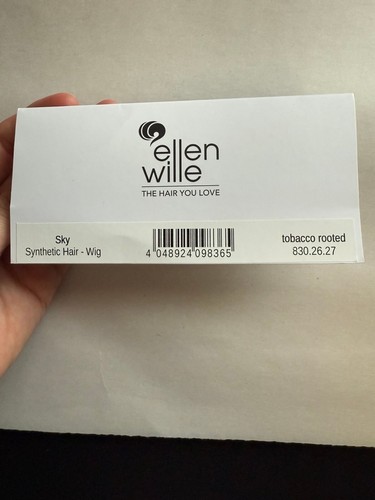 ellen
wille
THE HAIR YOU LOVE
Sky
Synthetic Hair - Wig
4 048924 098365
tobacco rooted
830.26.27